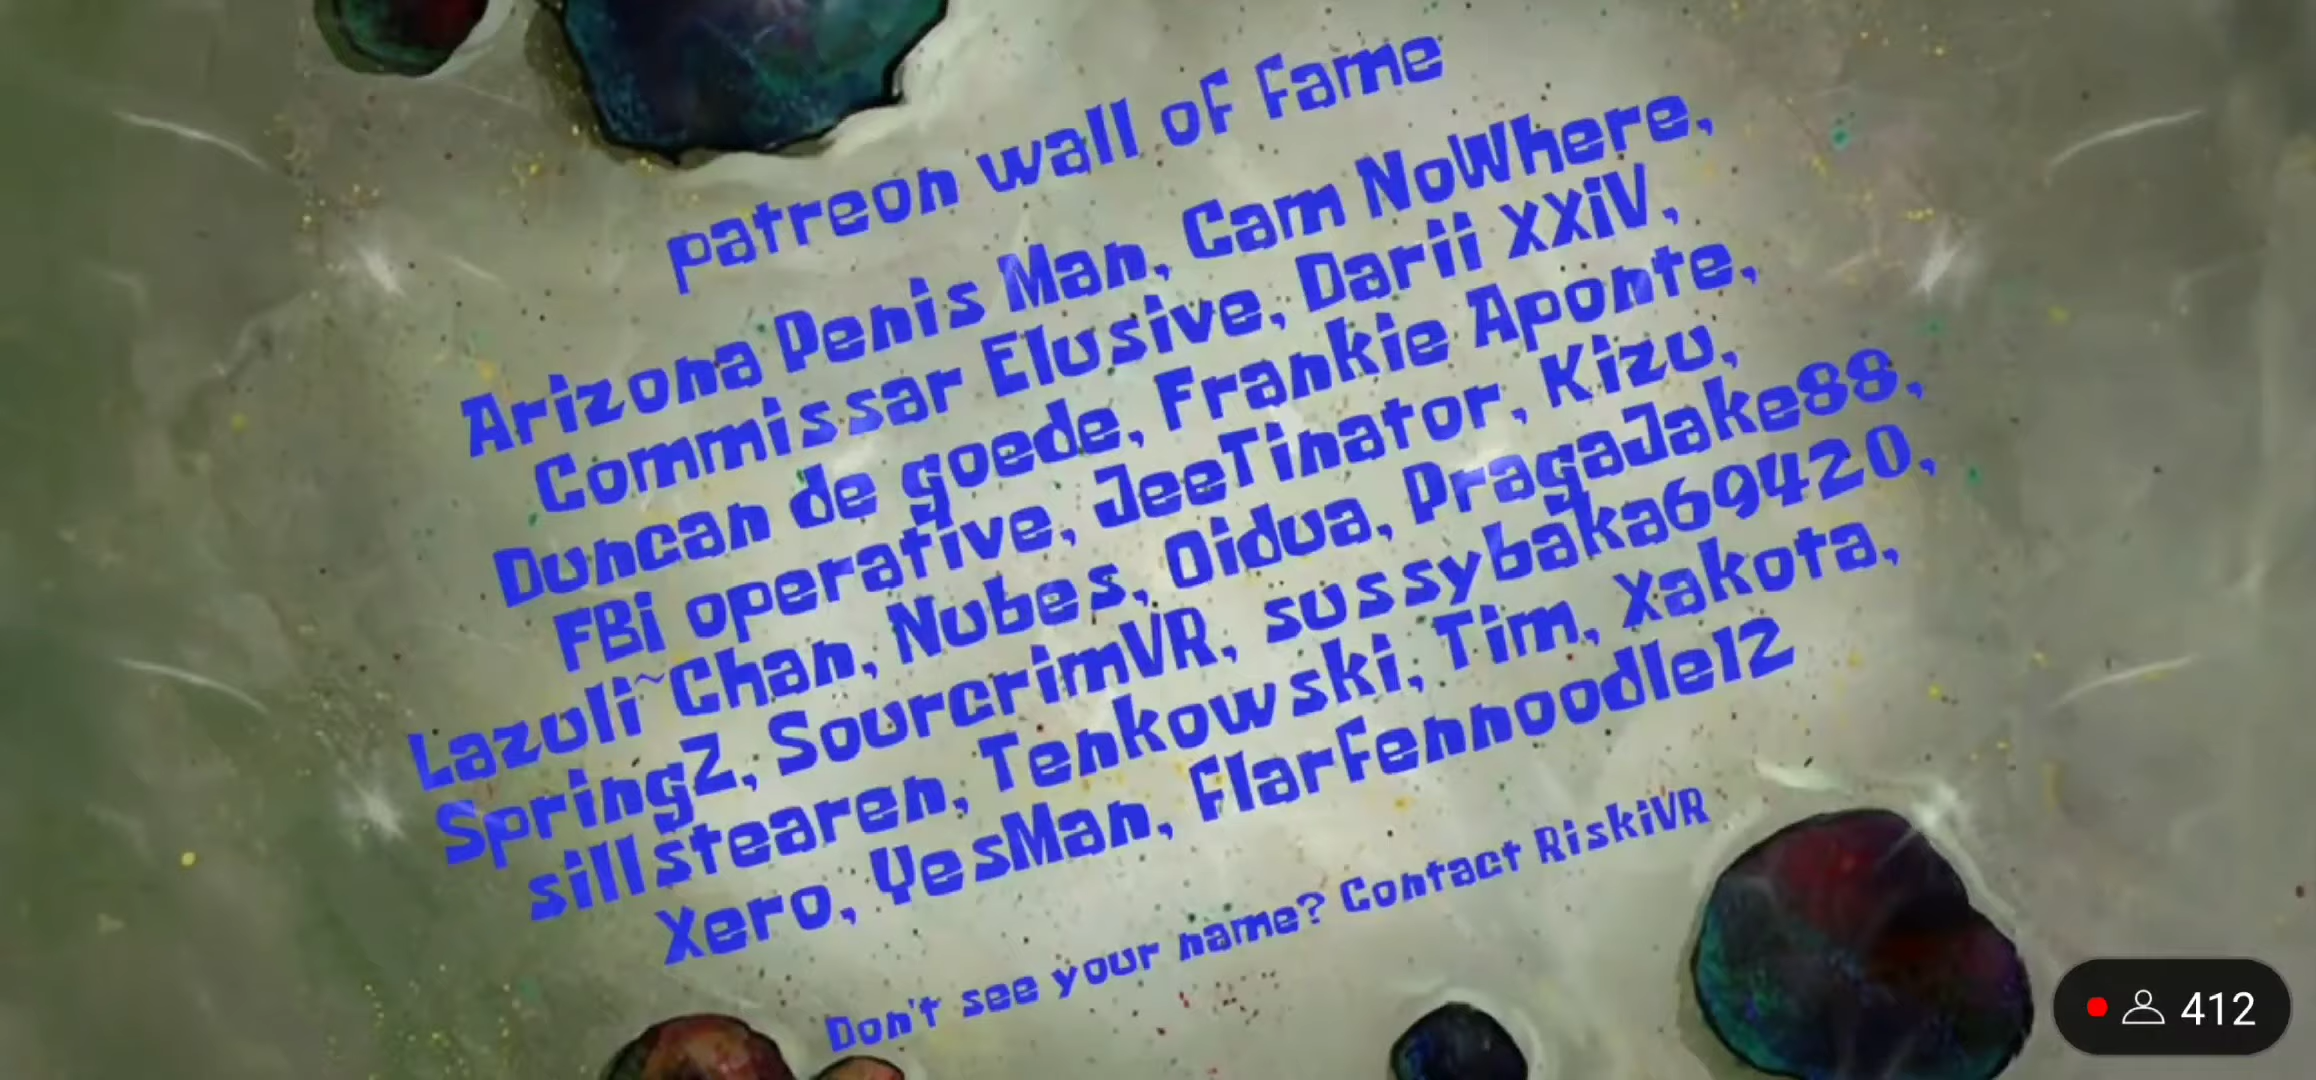 patreon wall of fame
Arizona Penis Man, Cam NoWhere,
Commissar Elusive, Darii XXiV,
Duncan de goede, Frankie Aponte,
FBi operative, JeeTinator, Kizu,
Lazuli~Chan, Nubes, Oidua, PragaJake88,
SpringZ, SourcrimVR, sussybaka69420,
sillstearen, Tenkowski, Tim, Xakota,
Xero, YesMan, Flarfennoodle12
Don't see your name? Contact RiskiVR
412